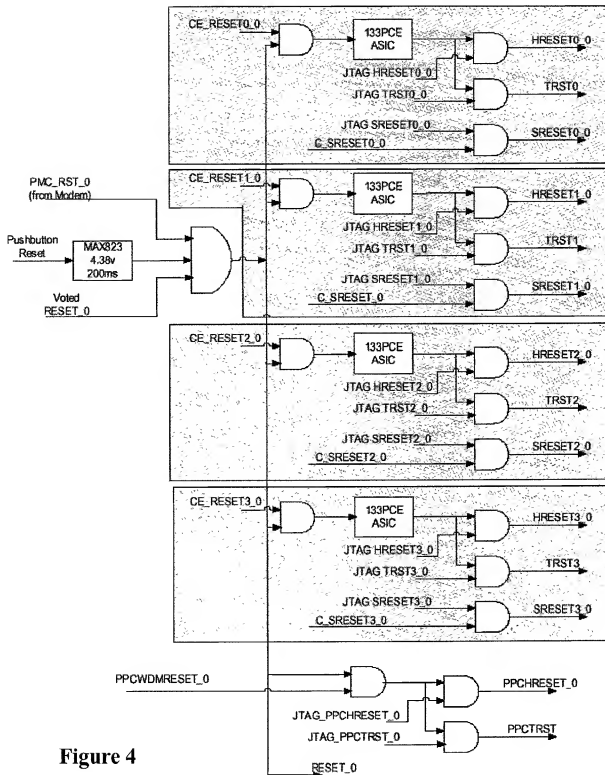 CE_RESET0_0
133PCE
ASIC
HRESET0_0
JTAG HRESET0_0
TRST0
JTAG TRST0_0
JTAG SRESET0_0
SRESET0_0
C_SRESET0_0
CE_RESET1_0
133PCE
ASIC
HRESET1_0
PMC_RST_0
(from Modem)
JTAG HRESET1_0
TRST1
JTAG TRST1_0
Pushbutton
Reset
MAX823
4.38v
200ms
JTAG SRESET1_0
SRESET1_0
C_SRESET_0
Voted
RESET_0
CE_RESET2_0
133PCE
ASIC
HRESET2_0
JTAG HRESET2_0
TRST2
JTAG TRST2_0
JTAG SRESET2_0
SRESET2_0
C_SRESET2_0
CE_RESET3_0
133PCE
ASIC
HRESET3_0
JTAG HRESET3_0
TRST3
JTAG TRST3_0
JTAG SRESET3_0
SRESET3_0
C_SRESET3_0
PPCWDMRESET_0
PPCHRESET_0
JTAG_PPCHRESET_0
PPCTRST
JTAG_PPCTRST_0
Figure 4
RESET_0